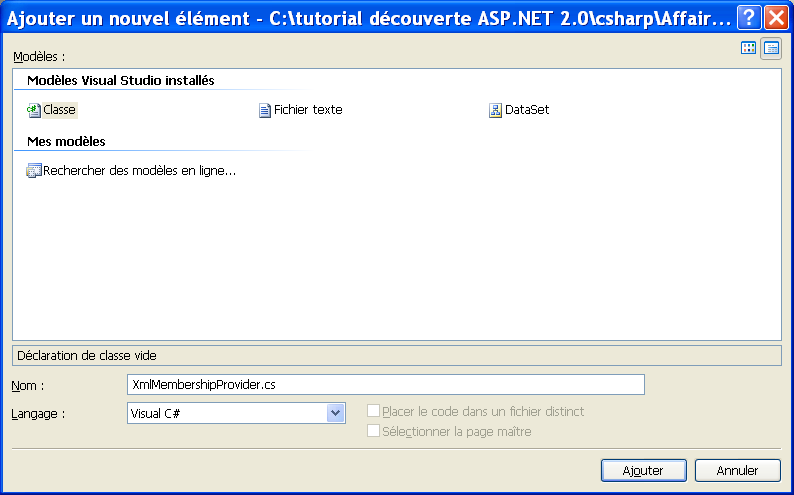 Ajouter un nouvel élément - C:\tutorial découverte ASP.NET 2.0\csharp\Affair...
Modèles :
Modèles Visual Studio installés
Classe Fichier texte DataSet
Mes modèles
Rechercher des modèles en ligne...
Déclaration de classe vide
Nom : XmlMembershipProvider.cs
Langage : Visual C# Placer le code dans un fichier distinct
Sélectionner la page maître
Ajouter Annuler